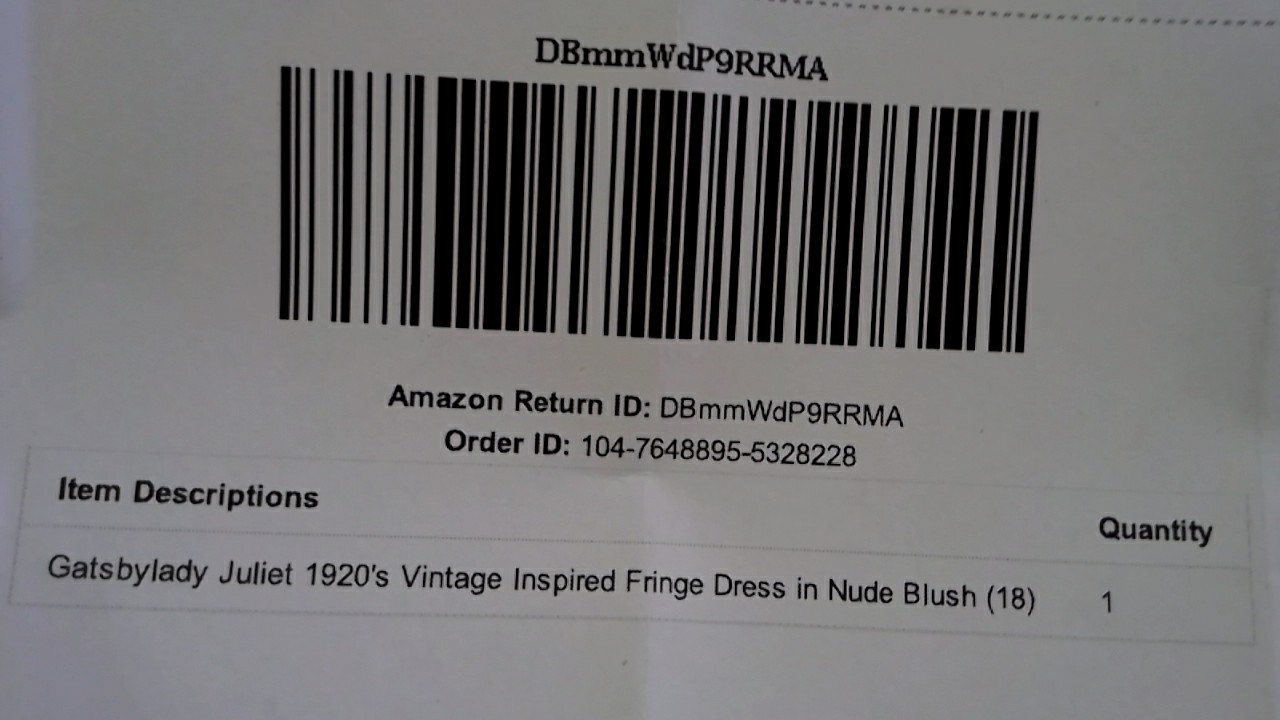 DBmmWdP9RRMA
Amazon Return ID: DBmmWdP9RRMA
Order ID: 104-7648895-5328228
Item Descriptions
Quantity
Gatsbylady Juliet 1920's Vintage Inspired Fringe Dress in Nude Blush (18) 1